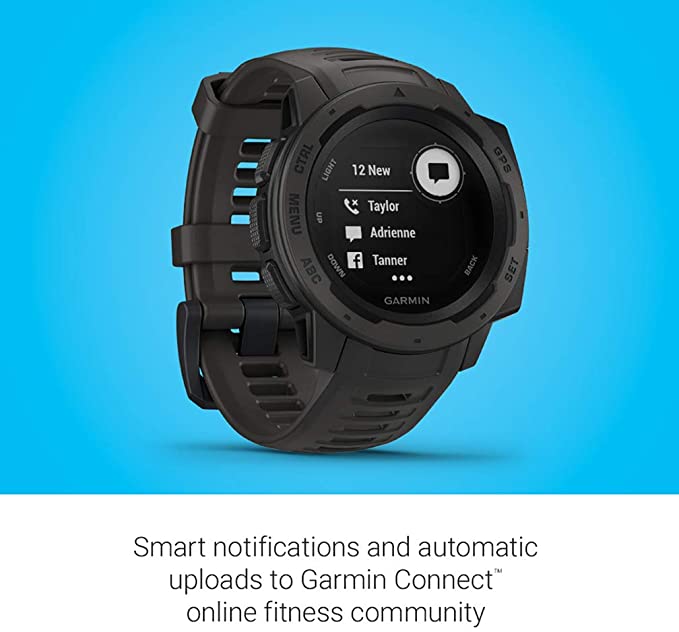 CTRL
LIGHT
GPS
12 New
Taylor
MENU
UP
Adrienne
Tanner
ABC
DOWN
BACK
SET
GARMIN
Smart notifications and automatic
uploads to Garmin Connect™
online fitness community